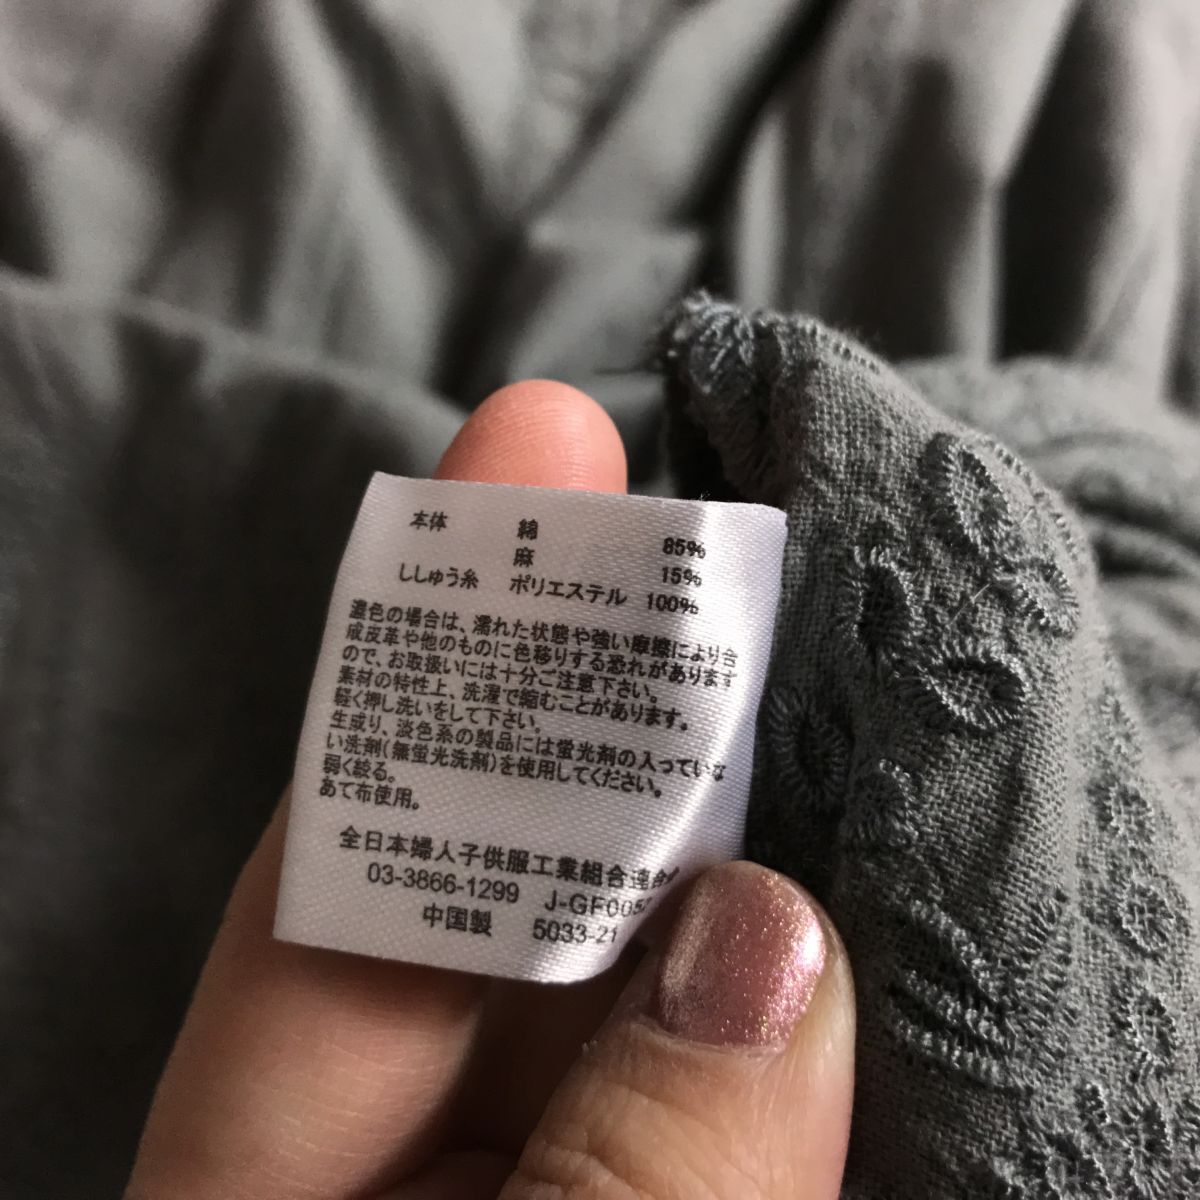 本体 綿 85%
麻 15%
ししゅう糸 ポリエステル 100%
濃色の場合は、濡れた状態や強い摩擦により合
成皮革や他のものに色移りする恐れがあります
ので、お取扱いには十分ご注意下さい。
素材の特性上、洗濯で縮むことがあります。
軽く押し洗いをして下さい。
生成り、淡色系の製品には蛍光剤の入っていな
い洗剤(無蛍光洗剤)を使用してください。
弱く絞る。
あて布使用。
全日本婦人子供服工業組合連合
03-3866-1299
中国製 5033-21